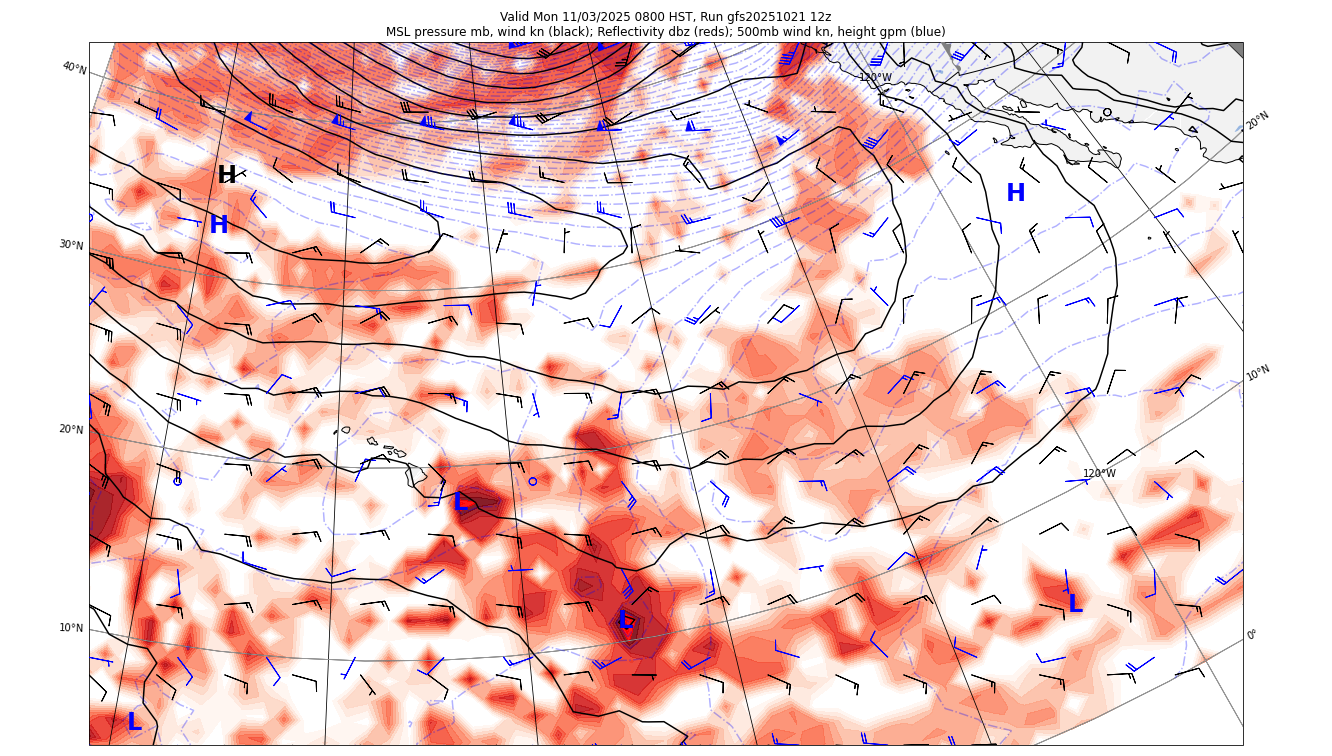 Valid Mon 11/03/2025 0800 HST, Run gfs20251021 12z
MSL pressure mb, wind kn (black); Reflectivity dbz (reds); 500mb wind kn, height gpm (blue)
40°N
120°W
20°N
H
H
H
30°N
10°N
20°N
120°W
L
L
L
10°N
0°
L